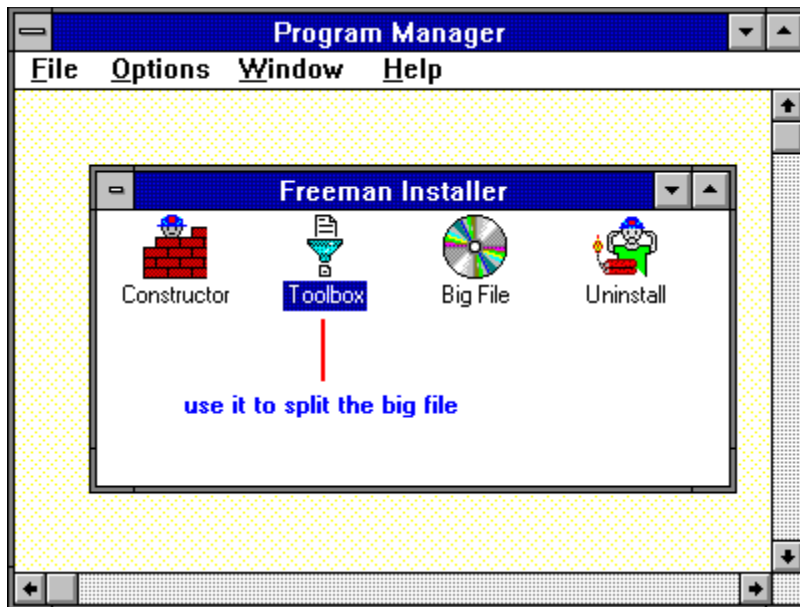 Program Manager
File Options Window Help
Freeman Installer
Constructor Toolbox Big File Uninstall
use it to split the big file